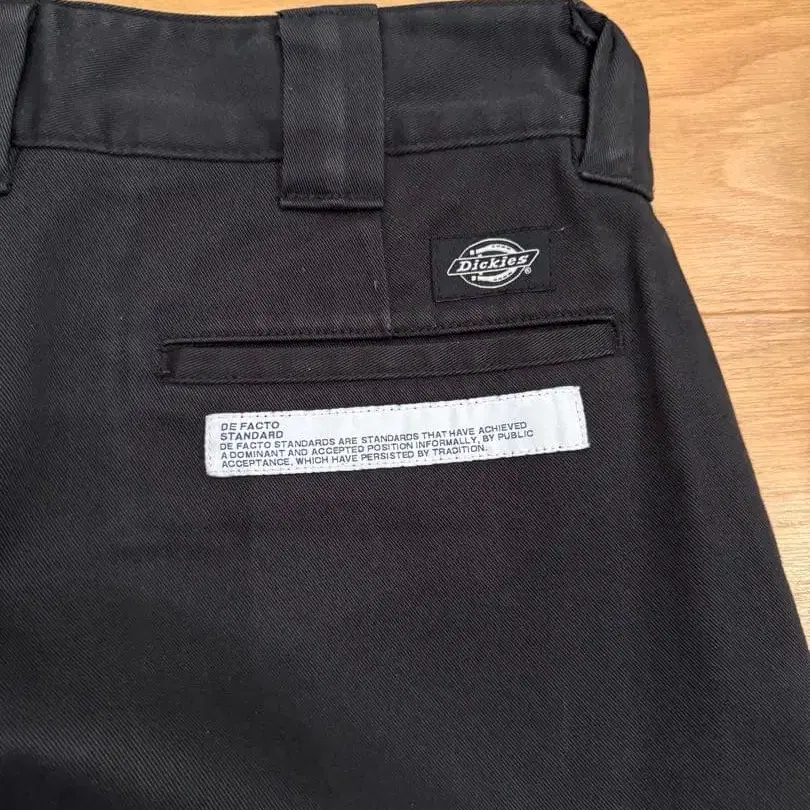 Dickies®
DE FACTO
STANDARD
DE FACTO STANDARDS ARE STANDARDS THAT HAVE ACHIEVED
A DOMINANT AND ACCEPTED POSITION INFORMALLY, BY PUBLIC
ACCEPTANCE, WHICH HAVE PERSISTED BY TRADITION.